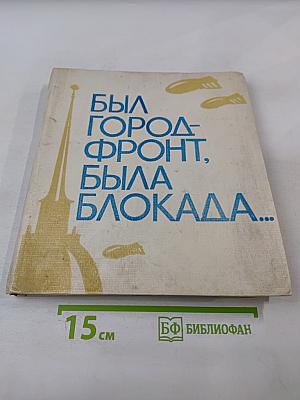 БЫЛ
ГОРОД-
ФРОНТ,
БЫЛА
БЛОКАДА...
15 см
БФ БИБЛИОФАН